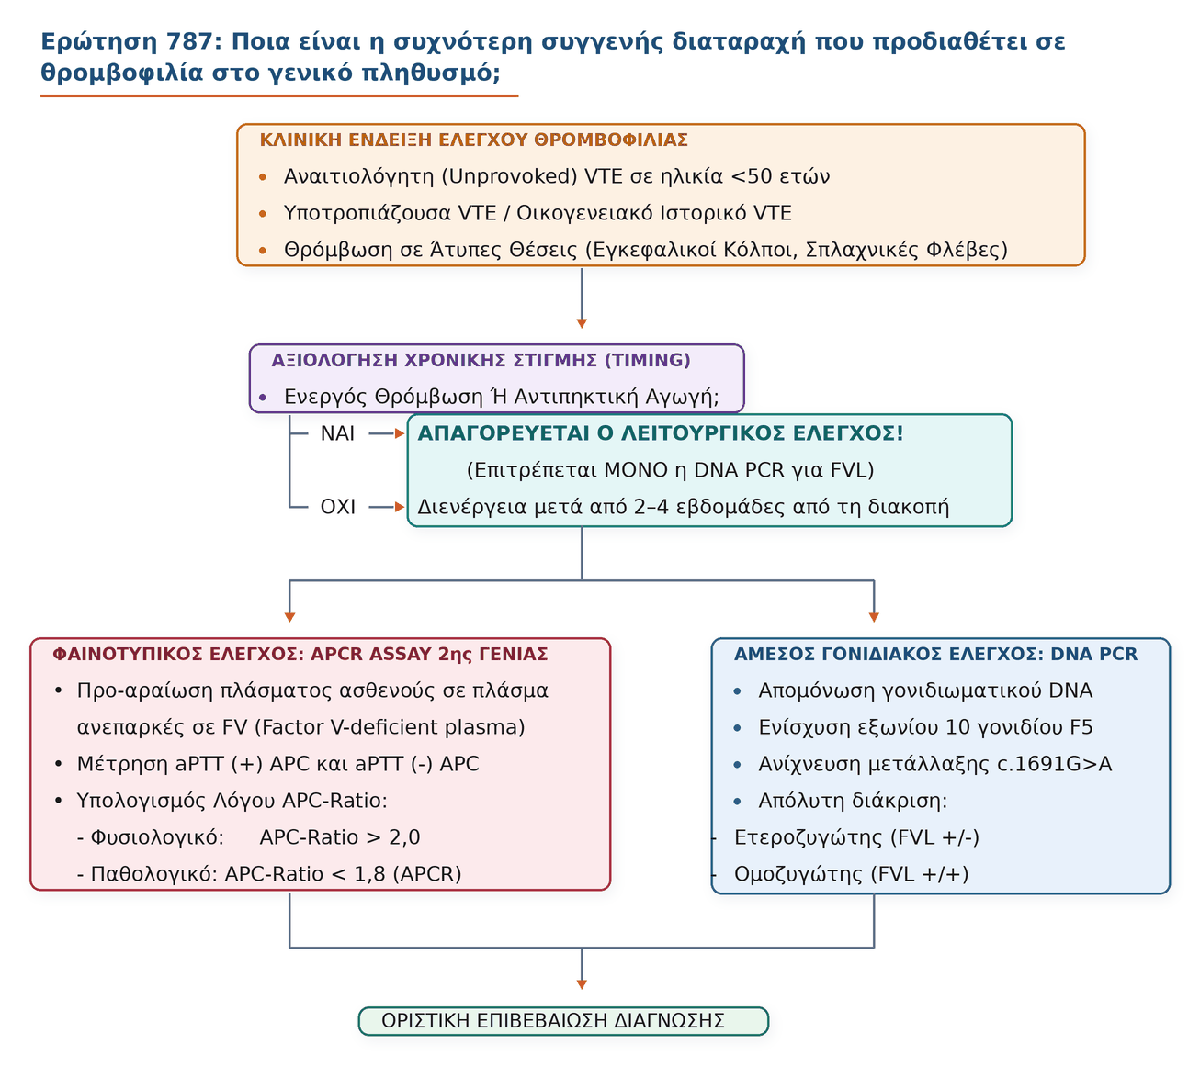 Ερώτηση 787: Ποια είναι η συχνότερη συγγενής διαταραχή που προδιαθέτει σε
θρομβοφιλία στο γενικό πληθυσμό;
ΚΛΙΝΙΚΗ ΕΝΔΕΙΞΗ ΕΛΕΓΧΟΥ ΘΡΟΜΒΟΦΙΛΙΑΣ
• Αναιτιολόγητη (Unprovoked) VTE σε ηλικία <50 ετών
• Υποτροπιάζουσα VTE / Οικογενειακό Ιστορικό VTE
• Θρόμβωση σε Άτυπες Θέσεις (Εγκεφαλικοί Κόλποι, Σπλαχνικές Φλέβες)
ΑΞΙΟΛΟΓΗΣΗ ΧΡΟΝΙΚΗΣ ΣΤΙΓΜΗΣ (TIMING)
• Ενεργός Θρόμβωση Ή Αντιπηκτική Αγωγή;
ΝΑΙ
ΑΠΑΓΟΡΕΥΕΤΑΙ Ο ΛΕΙΤΟΥΡΓΙΚΟΣ ΕΛΕΓΧΟΣ!
(Επιτρέπεται ΜΟΝΟ η DNA PCR για FVL)
ΟΧΙ
Διενέργεια μετά από 2–4 εβδομάδες από τη διακοπή
ΦΑΙΝΟΤΥΠΙΚΟΣ ΕΛΕΓΧΟΣ: APCR ASSAY 2ης ΓΕΝΙΑΣ
• Προ-αραίωση πλάσματος ασθενούς σε πλάσμα
ανεπαρκές σε FV (Factor V-deficient plasma)
• Μέτρηση aPTT (+) APC και aPTT (-) APC
• Υπολογισμός Λόγου APC-Ratio:
- Φυσιολογικό: APC-Ratio > 2,0
- Παθολογικό: APC-Ratio < 1,8 (APCR)
ΑΜΕΣΟΣ ΓΟΝΙΔΙΑΚΟΣ ΕΛΕΓΧΟΣ: DNA PCR
• Απομόνωση γονιδιωματικού DNA
• Ενίσχυση εξωνίου 10 γονιδίου F5
• Ανίχνευση μετάλλαξης c.1691G>A
• Απόλυτη διάκριση:
- Ετεροζυγώτης (FVL +/-)
- Ομοζυγώτης (FVL +/+)
ΟΡΙΣΤΙΚΗ ΕΠΙΒΕΒΑΙΩΣΗ ΔΙΑΓΝΩΣΗΣ